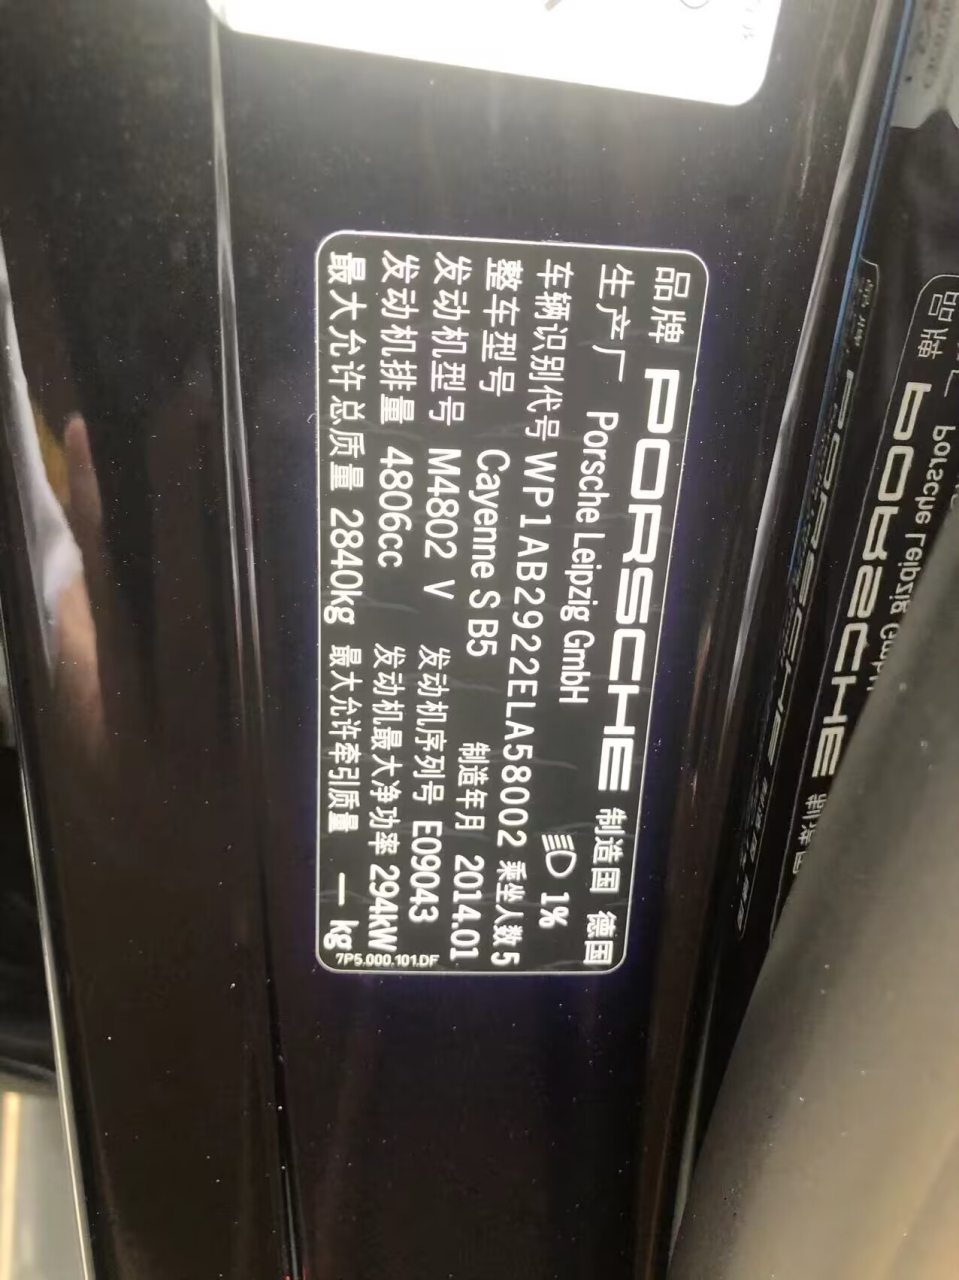 品牌 PORSCHE 制造国 德国
生产厂 Porsche Leipzig GmbH
车辆识别代号 WP1AB2922ELA58002 1%
整车型号 Cayenne S B5 乘坐人数 5
发动机型号 M4802 V 制造年月 2014.01
发动机排量 4806cc 发动机序列号 E09043
最大允许总质量 2840kg 发动机最大净功率 294kW
最大允许牵引质量 — kg
7P5.000.101.DF